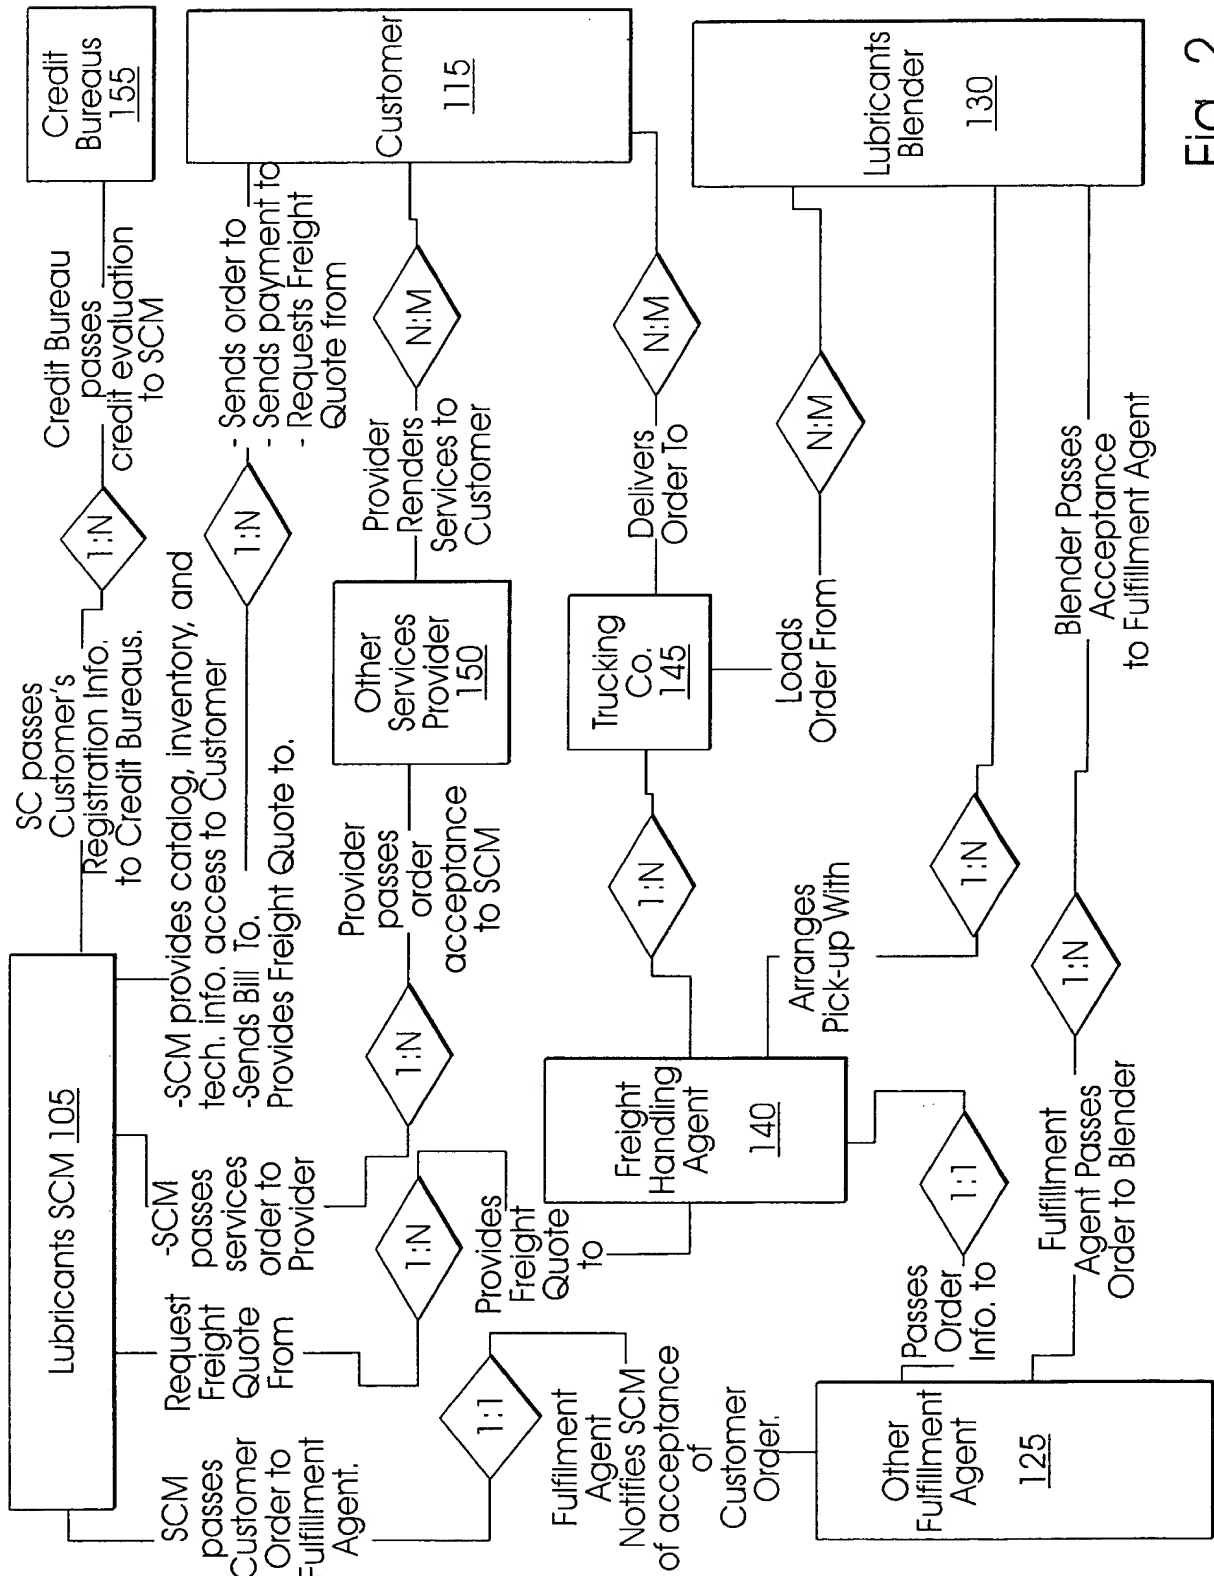 Lubricants SCM 105
SC passes
Customer's
Registration Info.
to Credit Bureaus.
1:N
Credit Bureau
passes
credit evaluation
to SCM
Credit
Bureaus
155
-SCM provides catalog, inventory, and
tech. info. access to Customer
-Sends Bill To.
Provides Freight Quote to.
1:N
- Sends order to
- Sends payment to
- Requests Freight
Quote from
Customer
115
-SCM
passes
services
order to
Provider
1:N
Provider
passes
order
acceptance
to SCM
Other
Services
Provider
150
Provider
Renders
Services to
Customer
N:M
Request
Freight
Quote
From
1:N
Provides
Freight
Quote
to
Freight
Handling
Agent
140
1:N
Trucking
Co.
145
Delivers
Order To
N:M
Loads
Order From
N:M
Lubricants
Blender
130
Arranges
Pick-up With
1:N
SCM
passes
Customer
Order to
Fulfillment
Agent.
1:1
Fulfilment
Agent
Notifies SCM
of acceptance
of
Customer
Order.
Other
Fulfillment
Agent
125
Passes
Order
Info. to
1:1
Fulfillment
Agent Passes
Order to Blender
1:N
Blender Passes
Acceptance
to Fulfillment Agent
Fig. 2